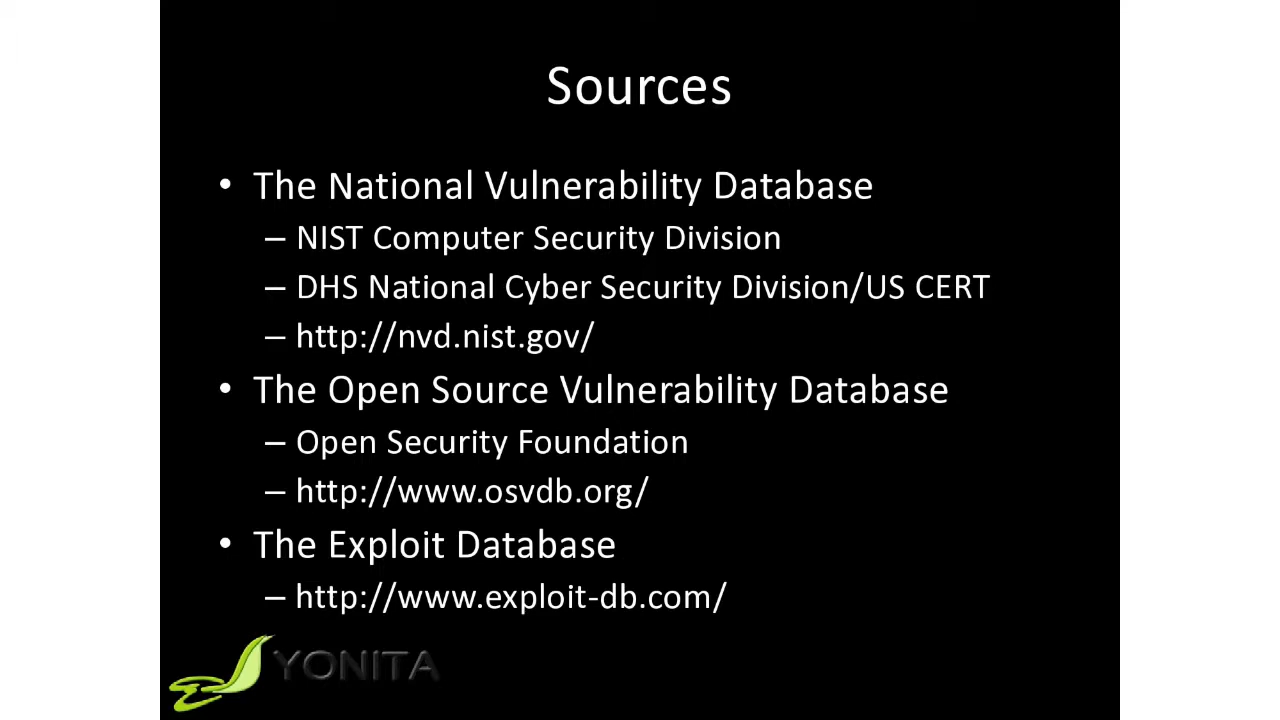 Sources
• The National Vulnerability Database
– NIST Computer Security Division
– DHS National Cyber Security Division/US CERT
– http://nvd.nist.gov/
• The Open Source Vulnerability Database
– Open Security Foundation
– http://www.osvdb.org/
• The Exploit Database
– http://www.exploit-db.com/
YONITA